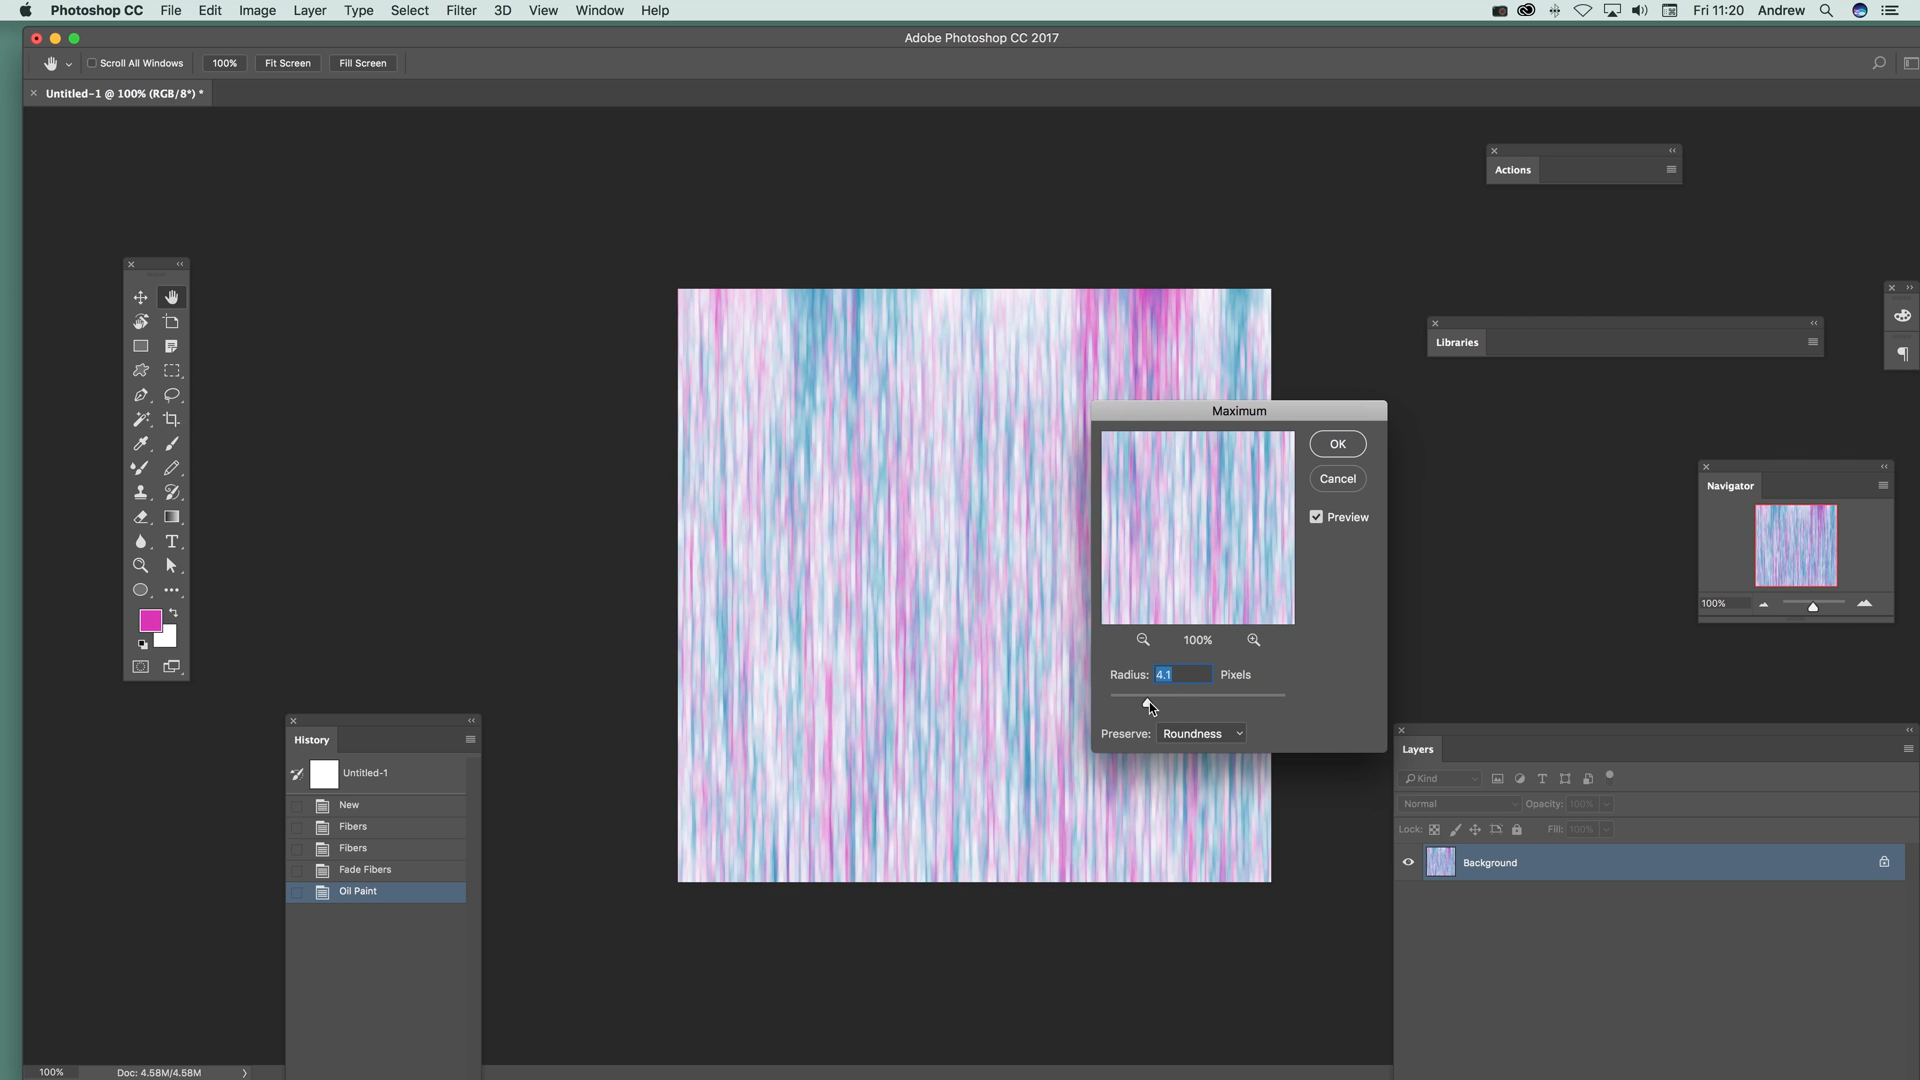 Photoshop CC File Edit Image Layer Type Select Filter 3D View Window Help Fri 11:20 Andrew
Adobe Photoshop CC 2017
Scroll All Windows 100% Fit Screen Fill Screen
Untitled-1 @ 100% (RGB/8*) *
Actions
Libraries
Maximum
OK
Cancel
Preview
100%
Radius: 4.1 Pixels
Preserve: Roundness
Navigator
100%
History
Untitled-1
New
Fibers
Fibers
Fade Fibers
Oil Paint
Layers
Kind
Normal Opacity: 100%
Lock: Fill: 100%
Background
100% Doc: 4.58M/4.58M